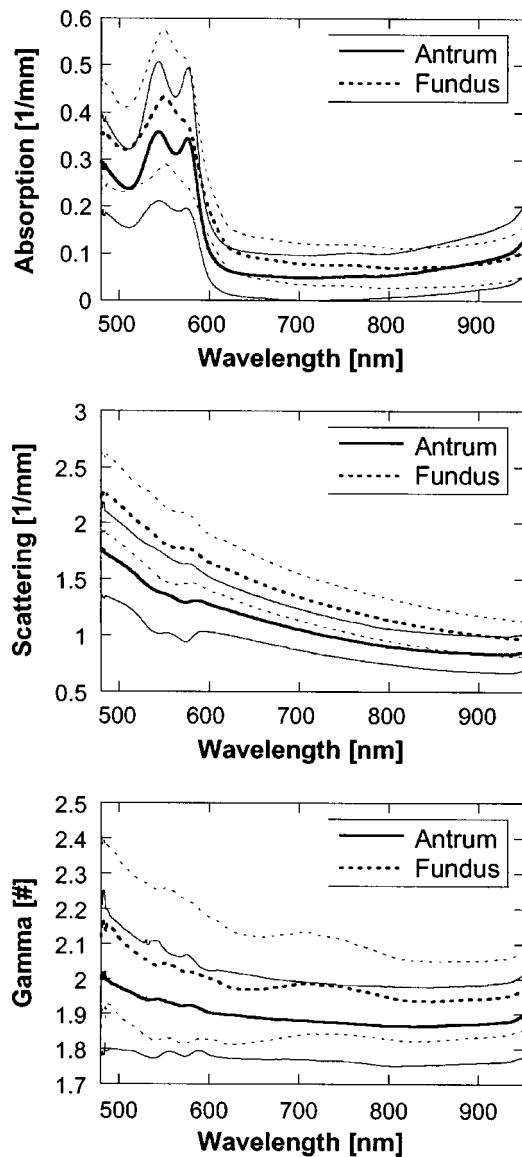 0.6
0.5
0.4
0.3
0.2
0.1
0
Absorption [1/mm]
Antrum
Fundus
500 600 700 800 900
Wavelength [nm]
3
2.5
2
1.5
1
0.5
Scattering [1/mm]
Antrum
Fundus
500 600 700 800 900
Wavelength [nm]
2.5
2.4
2.3
2.2
2.1
2
1.9
1.8
1.7
Gamma [#]
Antrum
Fundus
500 600 700 800 900
Wavelength [nm]